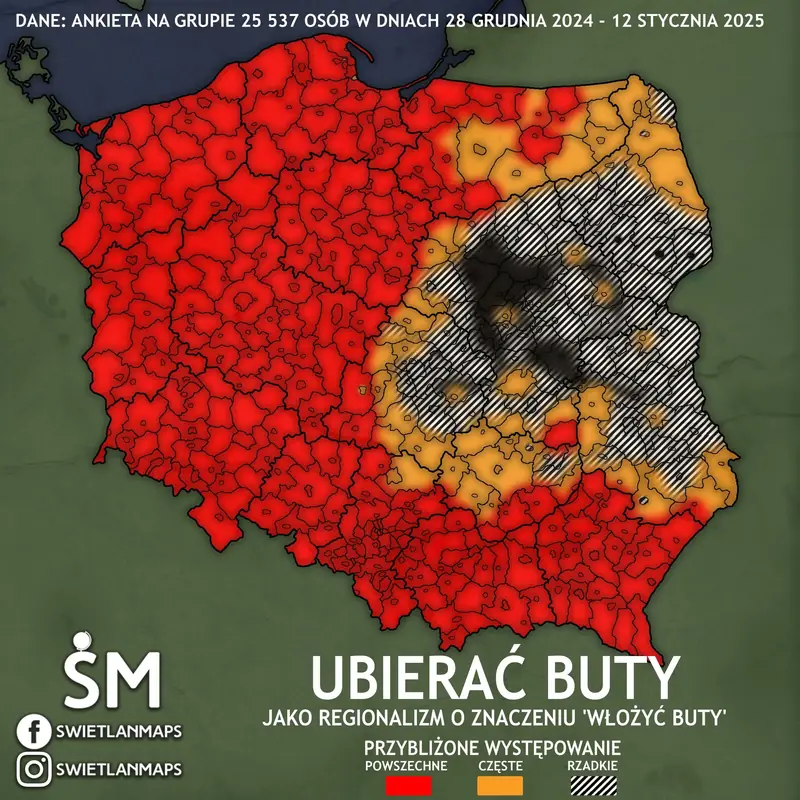 DANE: ANKIETA NA GRUPIE 25 537 OSÓB W DNIACH 28 GRUDNIA 2024 - 12 STYCZNIA 2025
ŚM
SWIETLANMAPS
SWIETLANMAPS
UBIERAĆ BUTY
JAKO REGIONALIZM O ZNACZENIU 'WŁOŻYĆ BUTY'
PRZYBLIŻONE WYSTĘPOWANIE
POWSZECHNE CZĘSTE RZADKIE